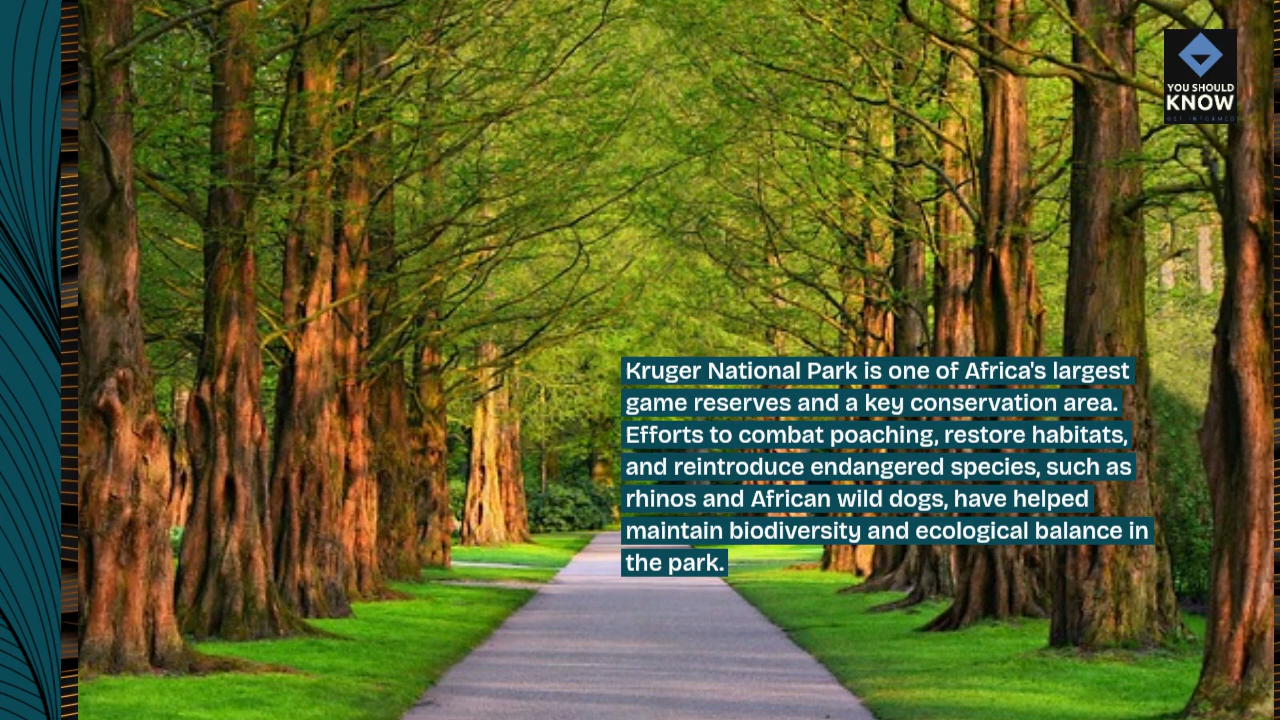 YOU SHOULD
KNOW
GET INFORMED
Kruger National Park is one of Africa's largest
game reserves and a key conservation area.
Efforts to combat poaching, restore habitats,
and reintroduce endangered species, such as
rhinos and African wild dogs, have helped
maintain biodiversity and ecological balance in
the park.